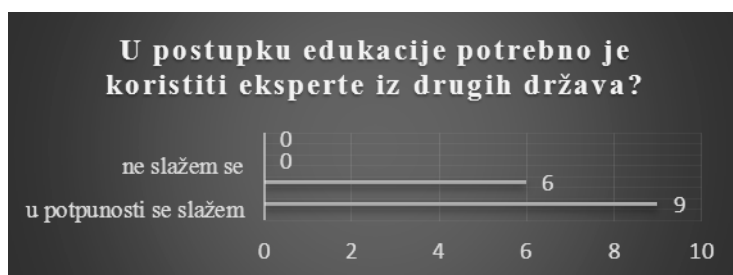 U postupku edukacije potrebno je
koristiti eksperte iz drugih država?
0
ne slažem se 0
6
u potpunosti se slažem 9
0 2 4 6 8 10